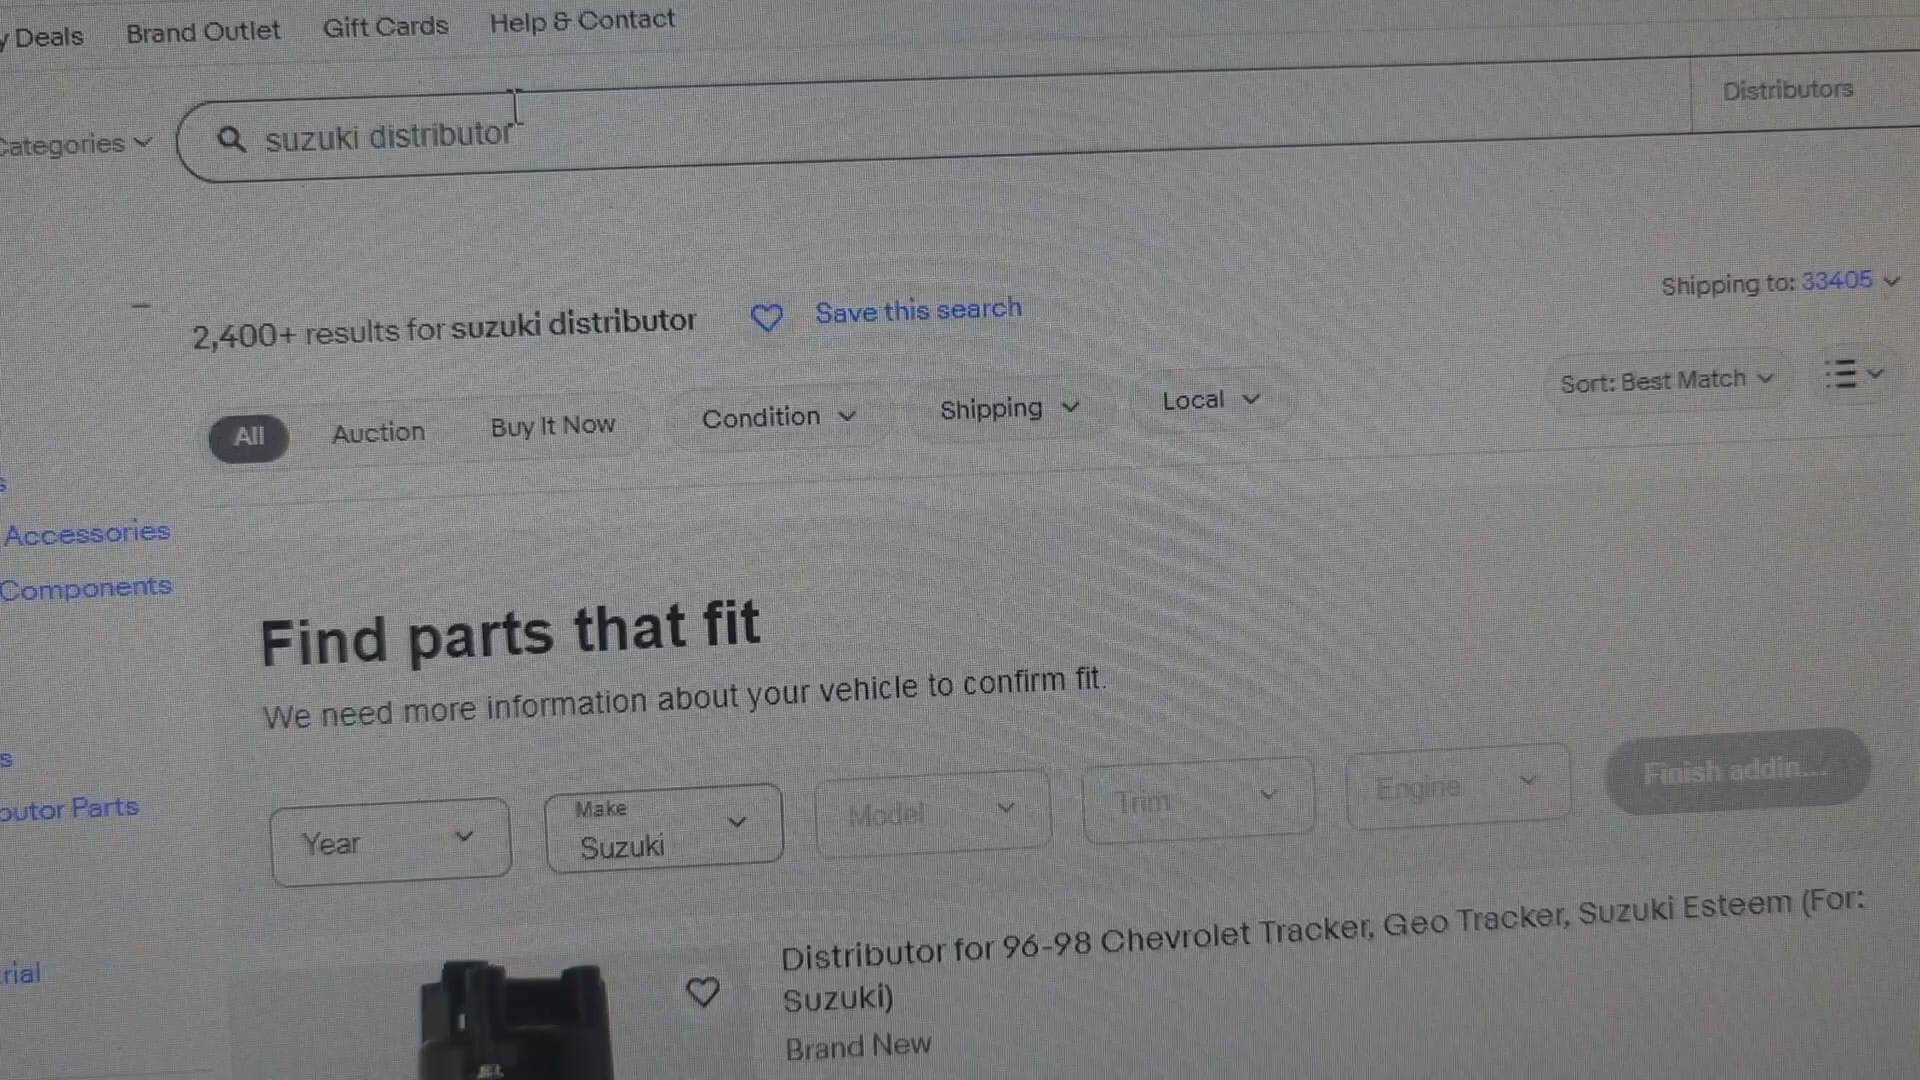 y Deals Brand Outlet Gift Cards Help & Contact
Categories suzuki distributor Distributors
Shipping to: 33405
2,400+ results for suzuki distributor Save this search
All Auction Buy It Now Condition Shipping Local Sort: Best Match
s
Accessories
Components
Find parts that fit
We need more information about your vehicle to confirm fit.
s
butor Parts
Year Make Suzuki Model Trim Engine Finish addin...
Distributor for 96-98 Chevrolet Tracker, Geo Tracker, Suzuki Esteem (For:
Suzuki)
rial
Brand New